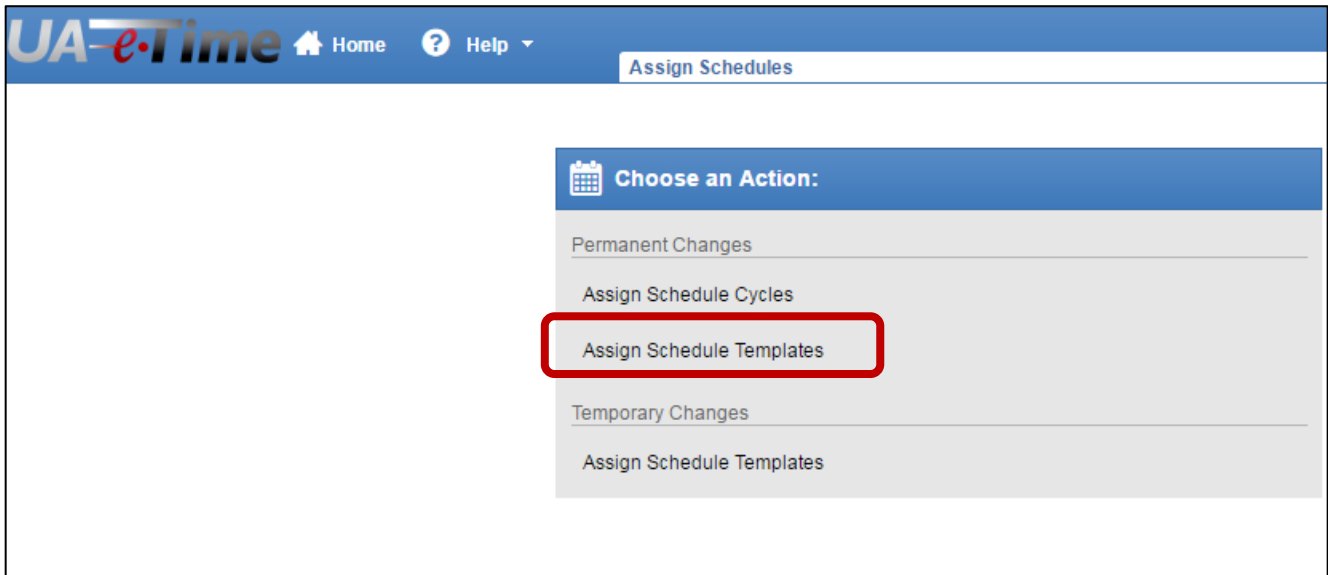 UA-e-Time Home ? Help
Assign Schedules
Choose an Action:
Permanent Changes
Assign Schedule Cycles
Assign Schedule Templates
Temporary Changes
Assign Schedule Templates